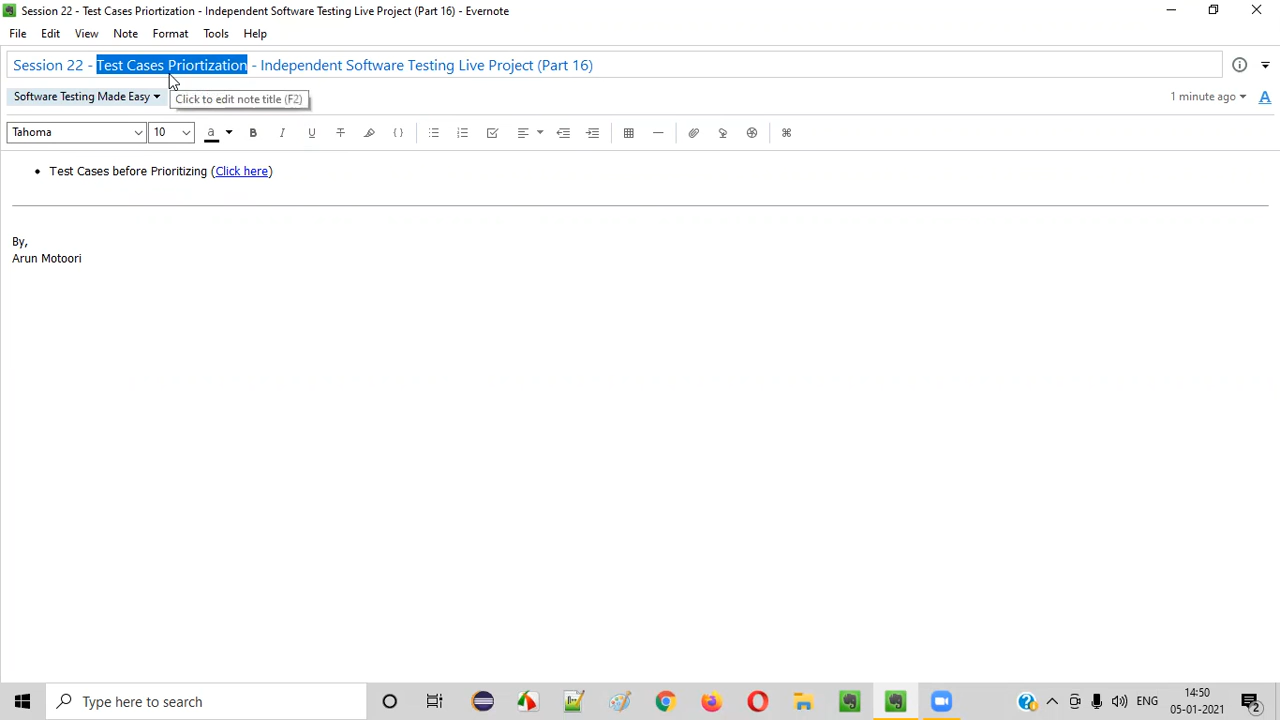 Session 22 - Test Cases Priortization - Independent Software Testing Live Project (Part 16) - Evernote
File Edit View Note Format Tools Help
Session 22 - Test Cases Priortization - Independent Software Testing Live Project (Part 16)
Software Testing Made Easy
Click to edit note title (F2)
1 minute ago
Tahoma 10
Test Cases before Prioritizing (Click here)
By,
Arun Motoori
Type here to search
ENG
14:50
05-01-2021
2